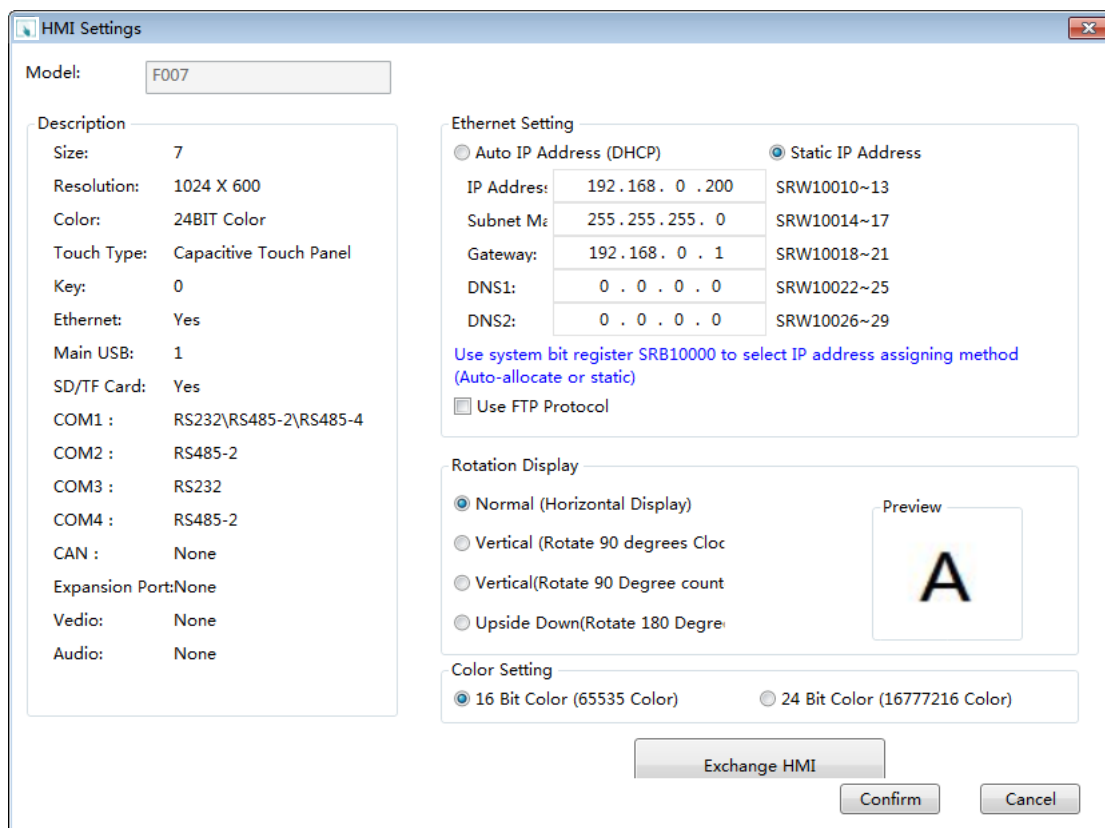 HMI Settings
Model: F007
Description
Size: 7
Resolution: 1024 X 600
Color: 24BIT Color
Touch Type: Capacitive Touch Panel
Key: 0
Ethernet: Yes
Main USB: 1
SD/TF Card: Yes
COM1 : RS232\RS485-2\RS485-4
COM2 : RS485-2
COM3 : RS232
COM4 : RS485-2
CAN : None
Expansion Port:None
Vedio: None
Audio: None
Ethernet Setting
Auto IP Address (DHCP) Static IP Address
IP Address 192.168. 0 .200 SRW10010~13
Subnet Ma 255.255.255. 0 SRW10014~17
Gateway: 192.168. 0 . 1 SRW10018~21
DNS1: 0 . 0 . 0 . 0 SRW10022~25
DNS2: 0 . 0 . 0 . 0 SRW10026~29
Use system bit register SRB10000 to select IP address assigning method
(Auto-allocate or static)
Use FTP Protocol
Rotation Display
Normal (Horizontal Display)
Vertical (Rotate 90 degrees Cloc
Vertical(Rotate 90 Degree count
Upside Down(Rotate 180 Degre
Preview
A
Color Setting
16 Bit Color (65535 Color) 24 Bit Color (16777216 Color)
Exchange HMI
Confirm Cancel